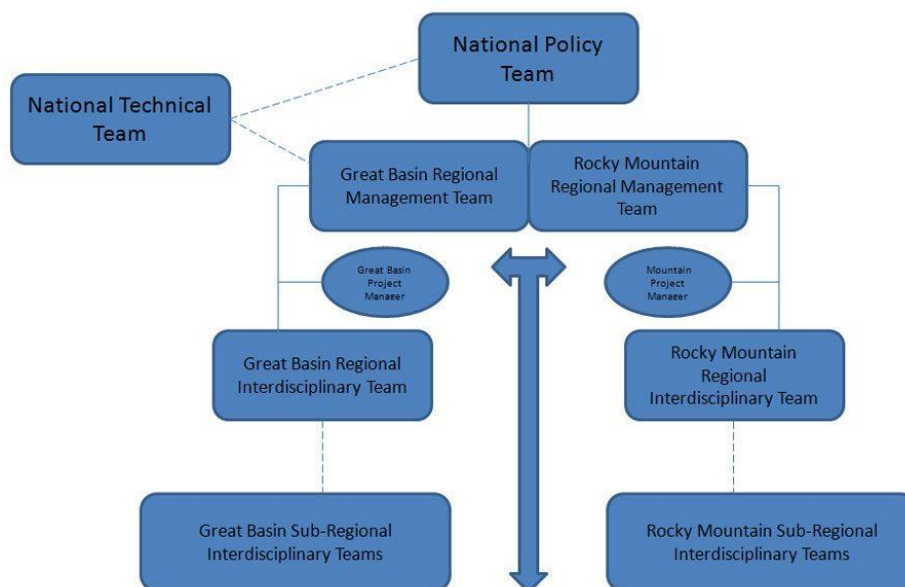 National Policy
Team
National Technical
Team
Great Basin Regional
Management Team
Rocky Mountain
Regional Management
Team
Great Basin
Project
Manager
Mountain
Project
Manager
Great Basin Regional
Interdisciplinary Team
Rocky Mountain
Regional
Interdisciplinary Team
Great Basin Sub-Regional
Interdisciplinary Teams
Rocky Mountain Sub-Regional
Interdisciplinary Teams